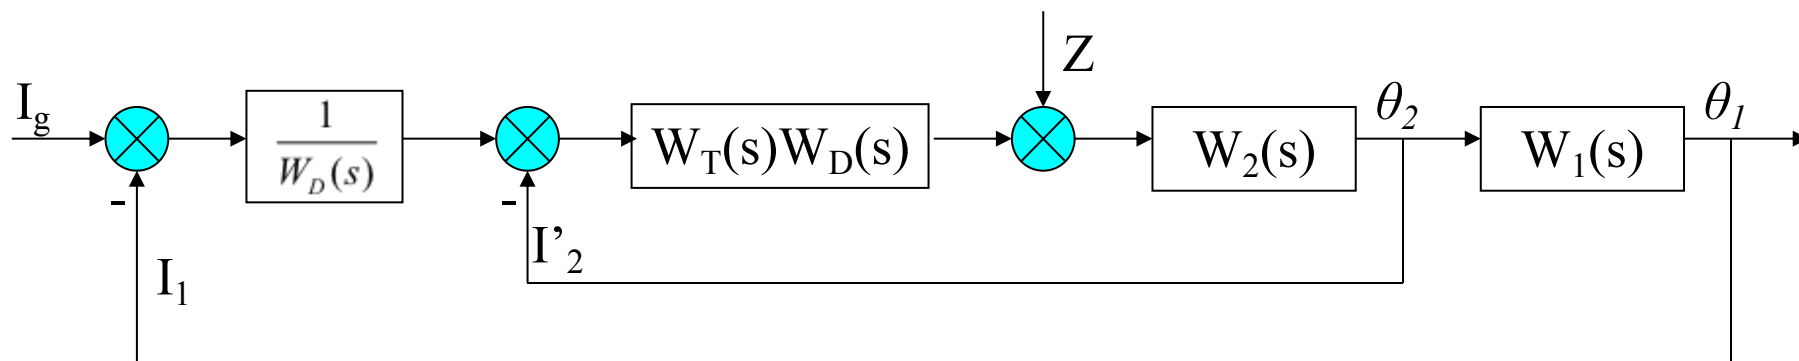 Z
I_g
1
W_D(s)
W_T(s)W_D(s)
W_2(s)
θ_2
W_1(s)
θ_1
-
-
I'_2
I_1